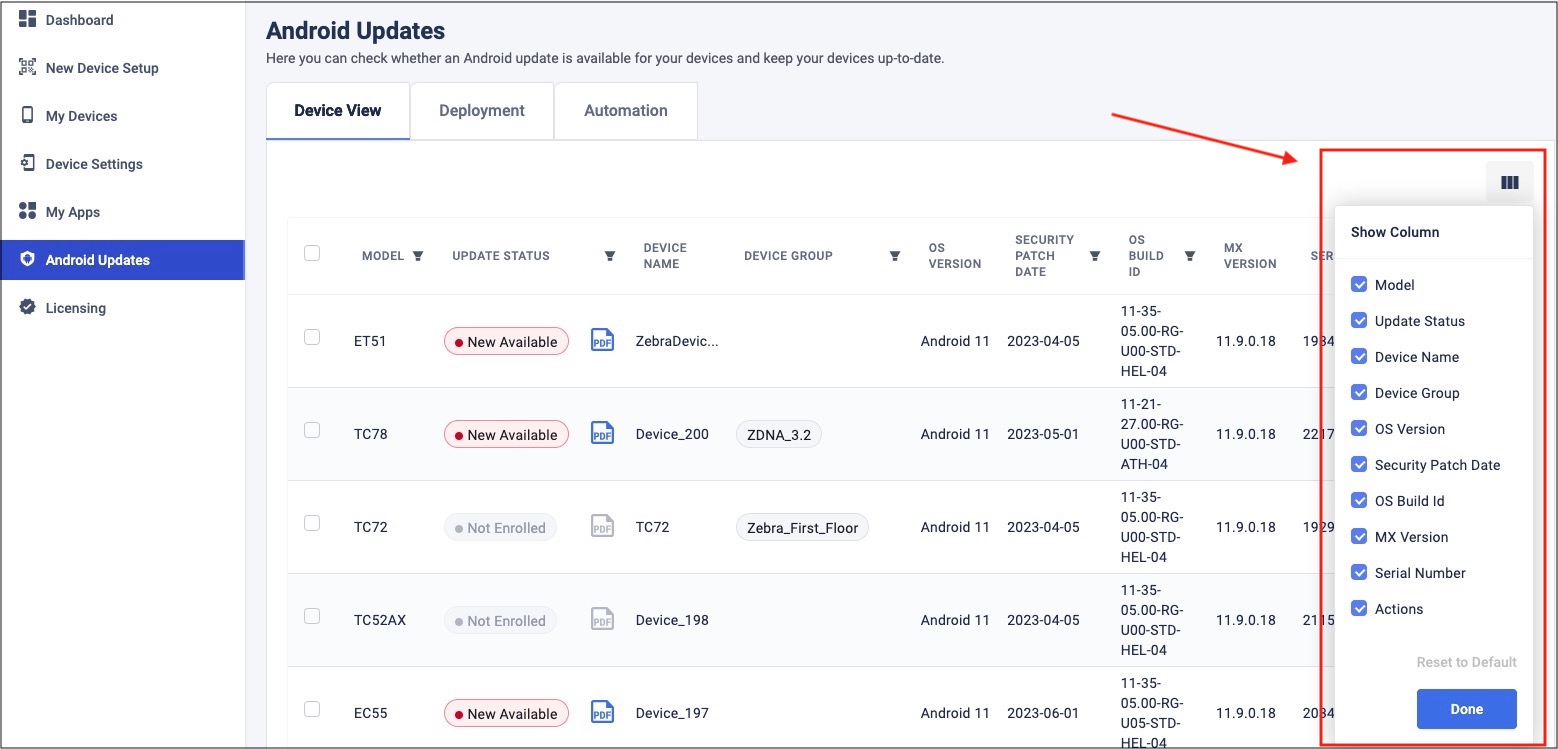 Dashboard
New Device Setup
My Devices
Device Settings
My Apps
Android Updates
Licensing
Android Updates
Here you can check whether an Android update is available for your devices and keep your devices up-to-date.
Device View
Deployment
Automation
MODEL
UPDATE STATUS
DEVICE
NAME
DEVICE GROUP
OS
VERSION
SECURITY
PATCH
DATE
OS
BUILD
ID
MX
VERSION
SER
ET51
New Available
PDF
ZebraDevic...
Android 11
2023-04-05
11-35-
05.00-RG-
U00-STD-
HEL-04
11.9.0.18
TC78
New Available
PDF
Device_200
ZDNA_3.2
Android 11
2023-05-01
11-21-
27.00-RG-
U00-STD-
ATH-04
11.9.0.18
2217
TC72
Not Enrolled
PDF
TC72
Zebra_First_Floor
Android 11
2023-04-05
11-35-
05.00-RG-
U00-STD-
HEL-04
11.9.0.18
1929
TC52AX
Not Enrolled
PDF
Device_198
Android 11
2023-04-05
11-35-
05.00-RG-
U00-STD-
HEL-04
11.9.0.18
2115
EC55
New Available
PDF
Device_197
Android 11
2023-06-01
11-35-
05.00-RG-
U05-STD-
HEL-04
11.9.0.18
Show Column
Model
Update Status
Device Name
Device Group
OS Version
Security Patch Date
OS Build Id
MX Version
Serial Number
Actions
Reset to Default
Done